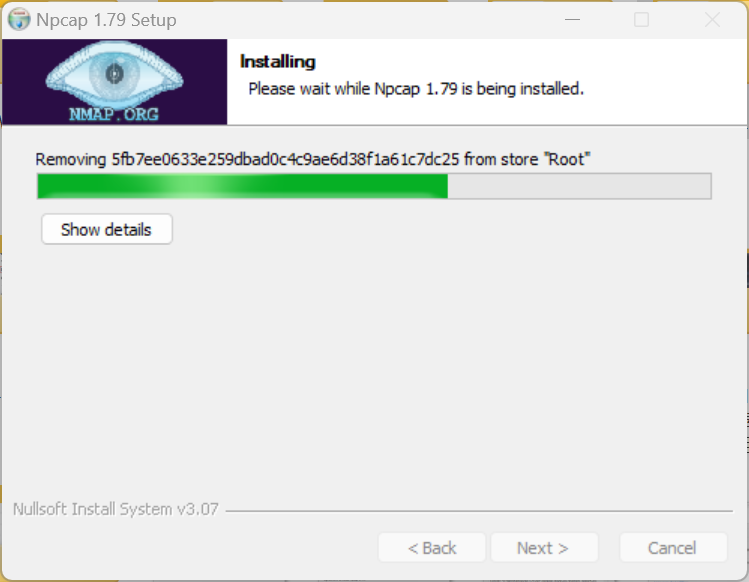 Npcap 1.79 Setup
NMAP.ORG
Installing
Please wait while Npcap 1.79 is being installed.
Removing 5fb7ee0633e259dbad0c4c9ae6d38f1a61c7dc25 from store "Root"
Show details
Nullsoft Install System v3.07
< Back
Next >
Cancel